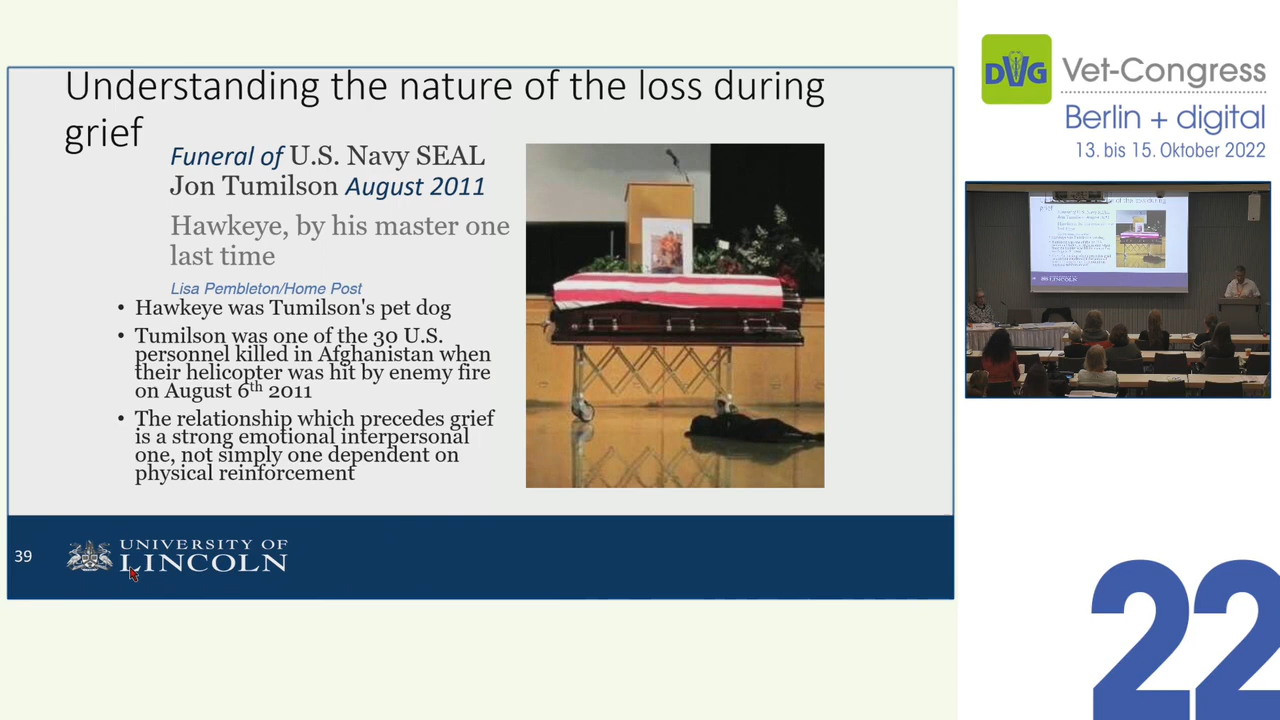 Understanding the nature of the loss during
grief
Funeral of U.S. Navy SEAL
Jon Tumilson August 2011
Hawkeye, by his master one
last time
Lisa Pembleton/Home Post
• Hawkeye was Tumilson's pet dog
• Tumilson was one of the 30 U.S.
personnel killed in Afghanistan when
their helicopter was hit by enemy fire
on August 6th 2011
• The relationship which precedes grief
is a strong emotional interpersonal
one, not simply one dependent on
physical reinforcement
39
UNIVERSITY OF
LINCOLN
DVG
Vet-Congress
Berlin + digital
13. bis 15. Oktober 2022
22